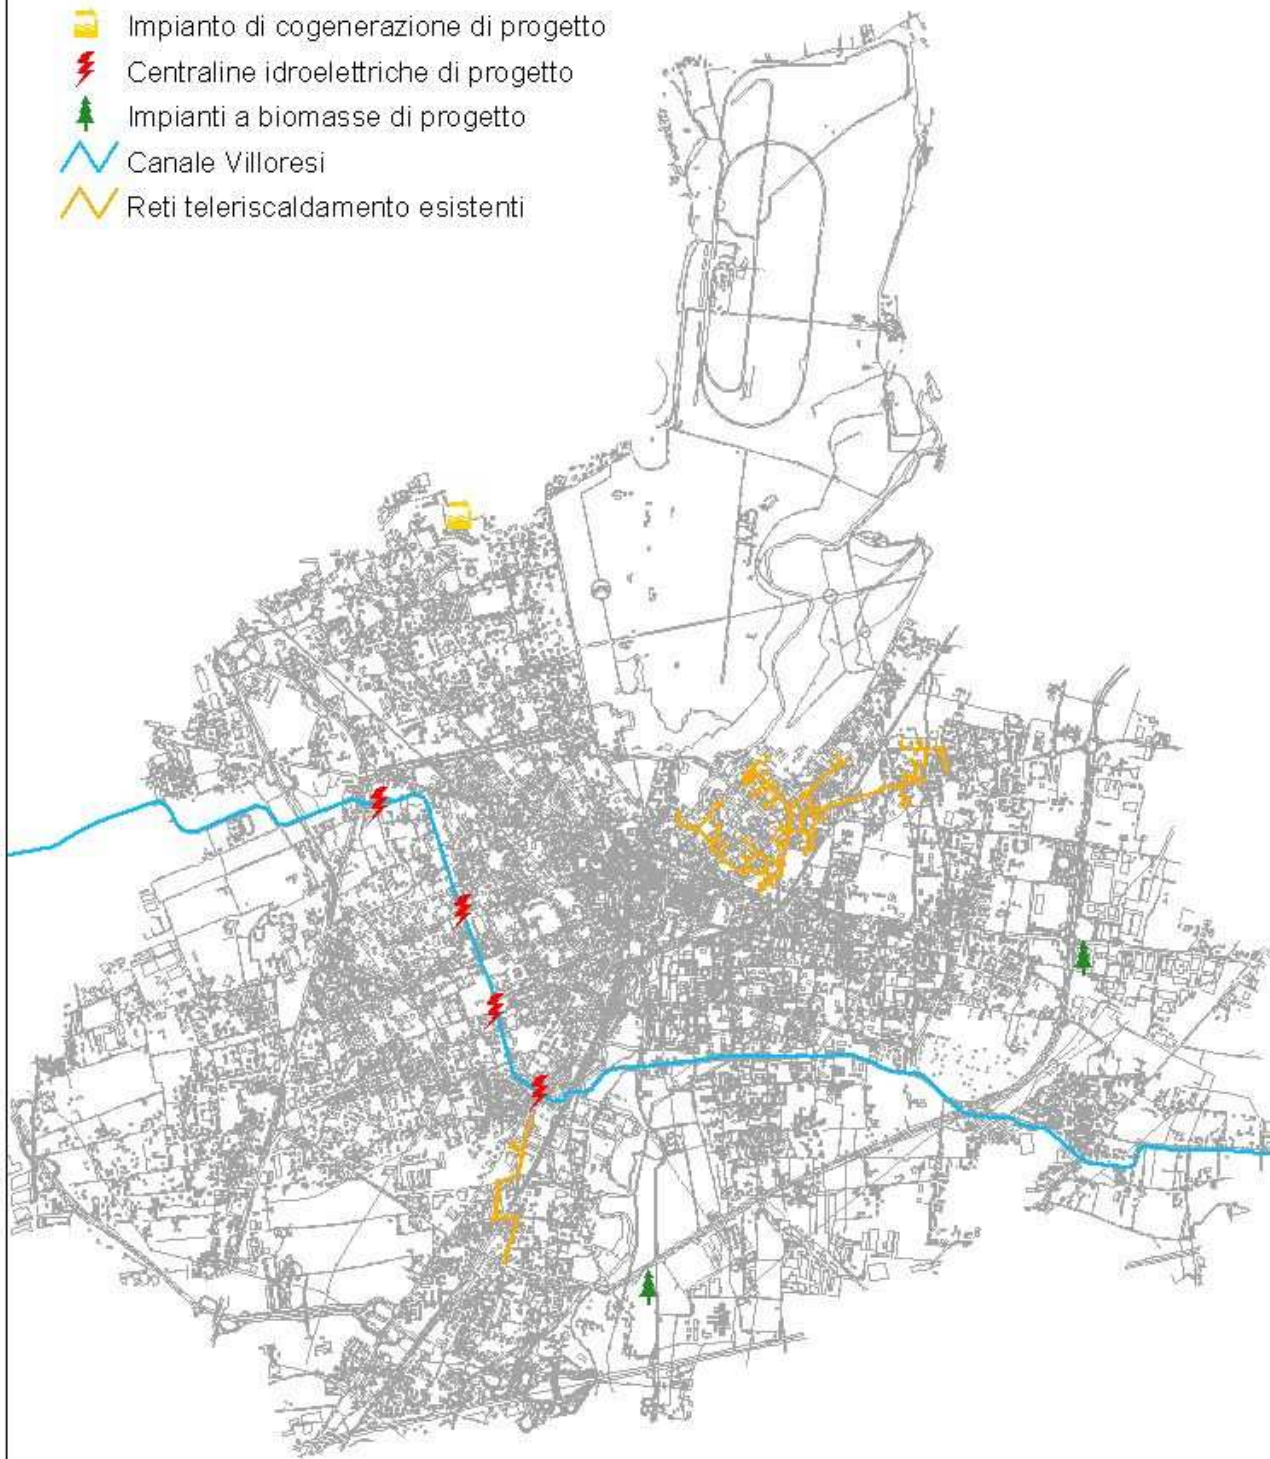 Impianto di cogenerazione di progetto
Centraline idroelettriche di progetto
Impianti a biomasse di progetto
Canale Villoresi
Reti teleriscaldamento esistenti